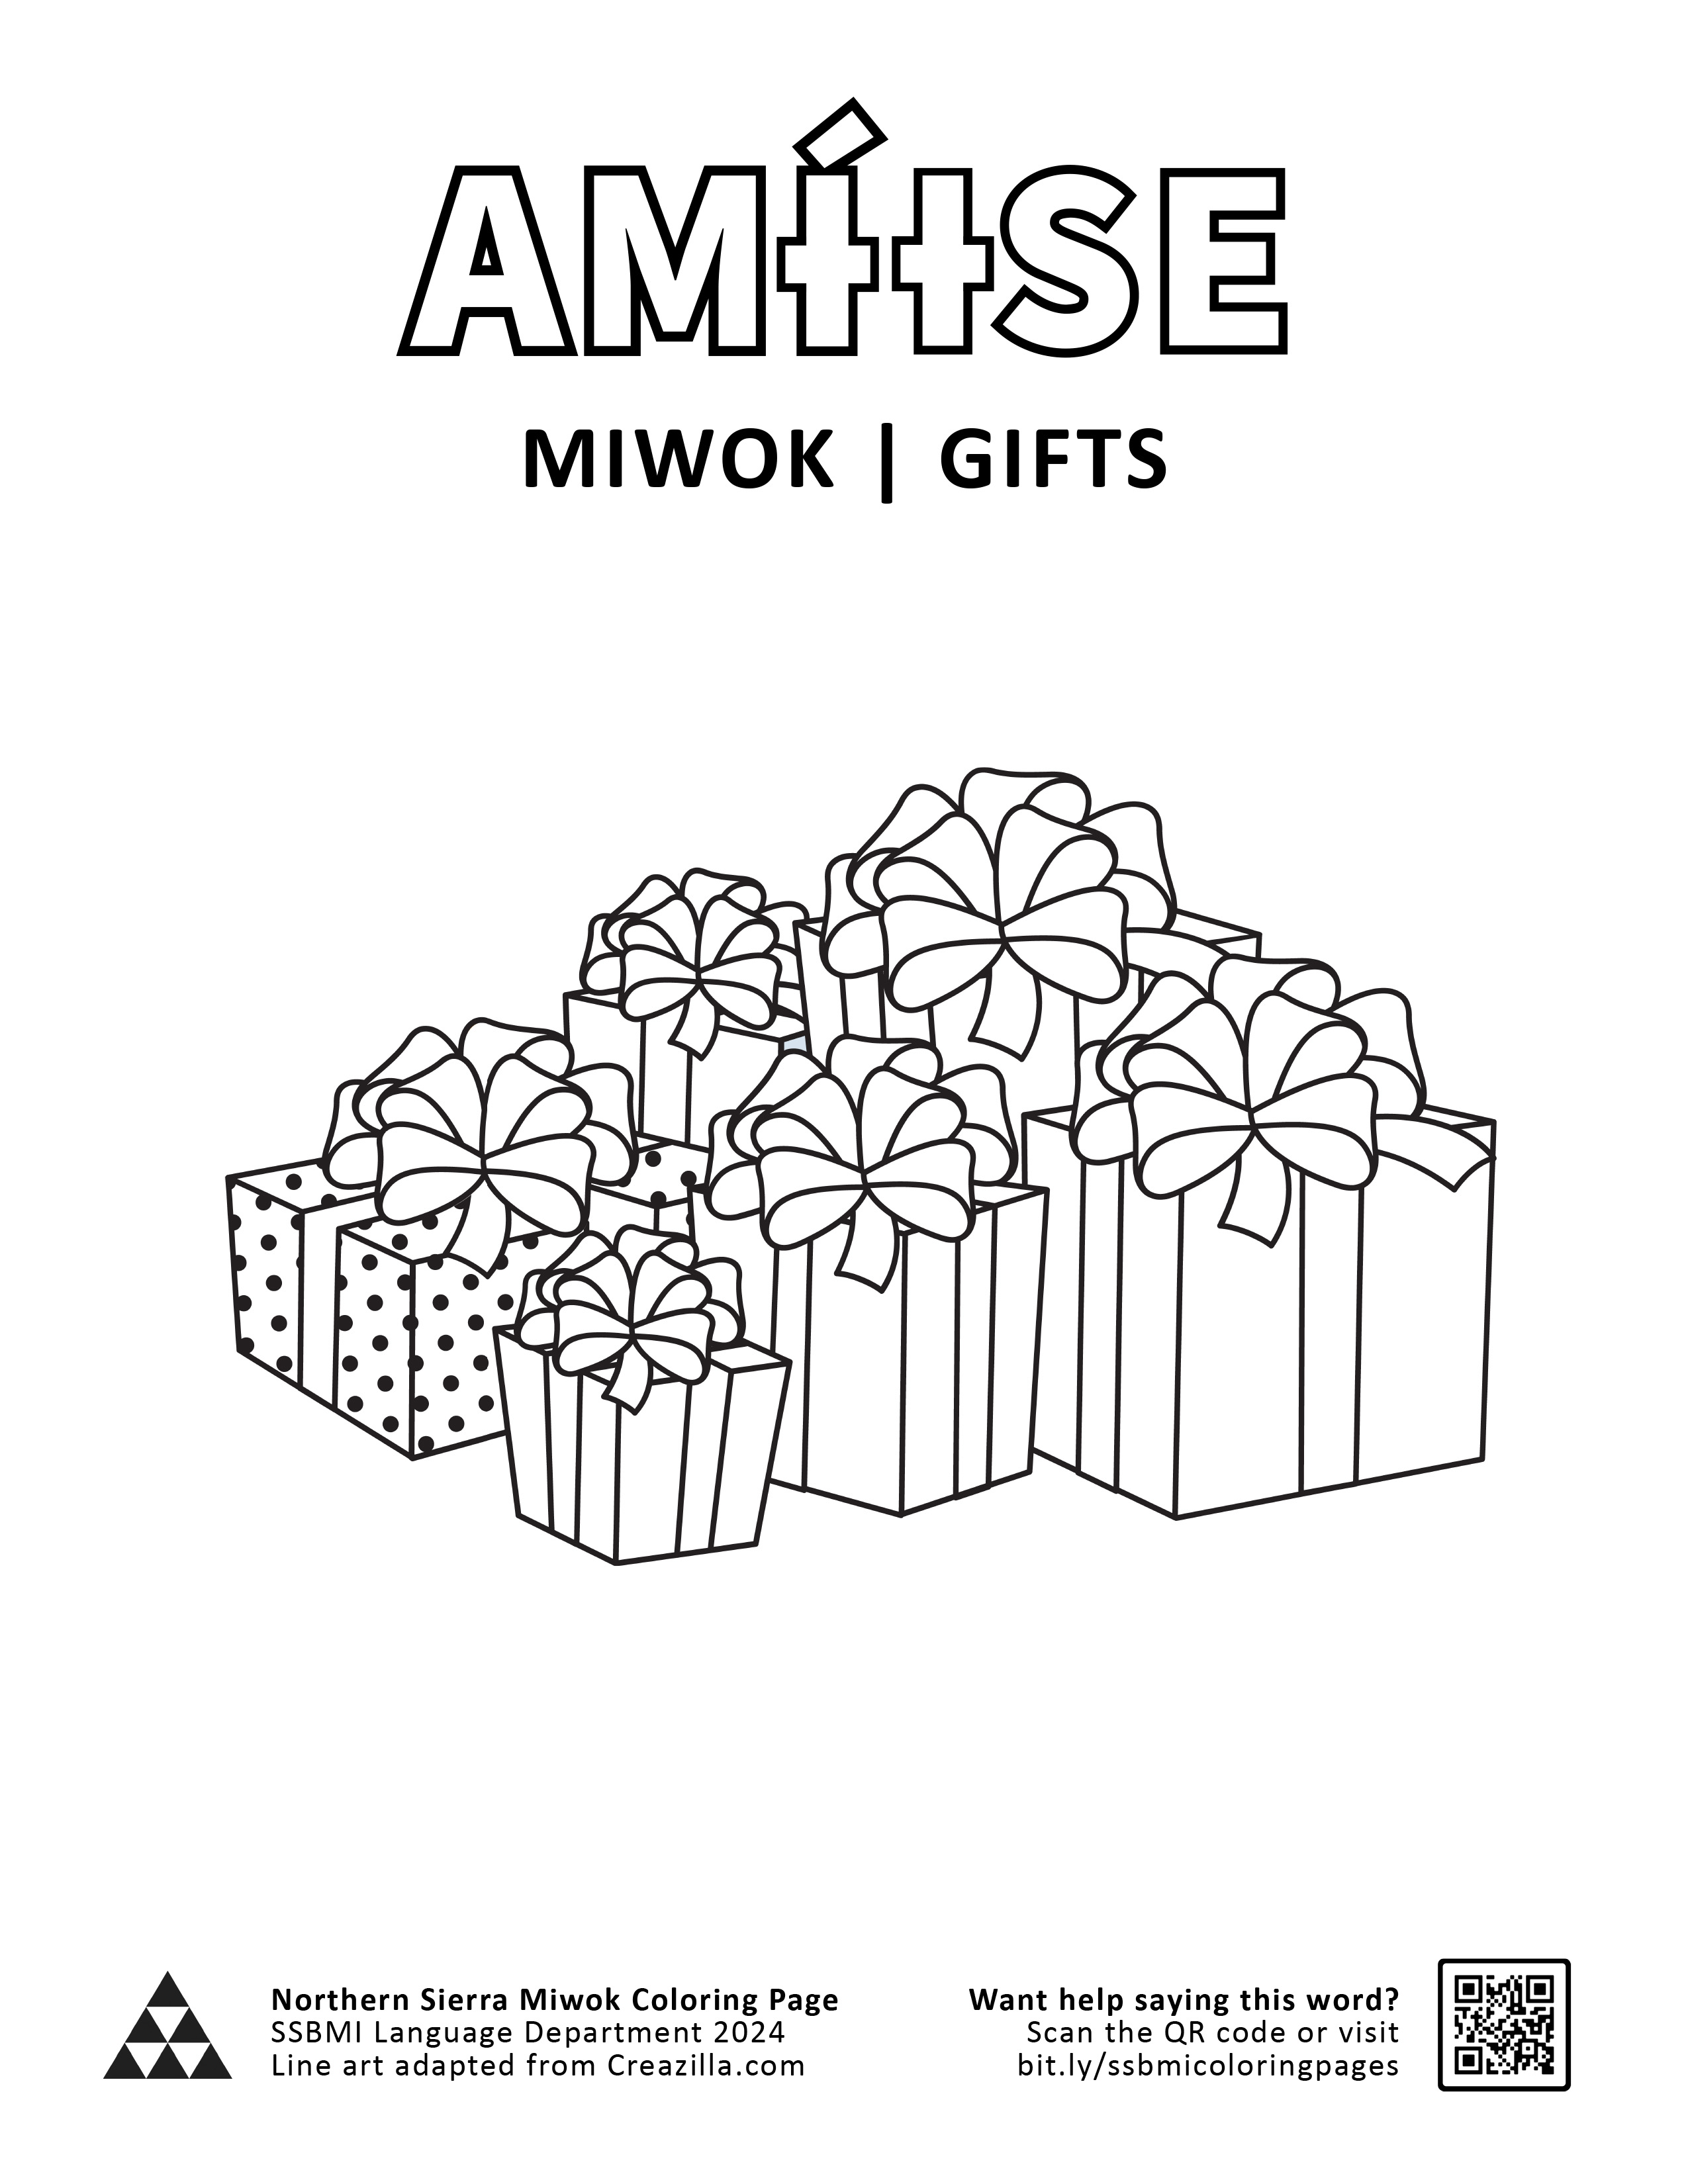 AMÍ̵ƗSE
MIWOK | GIFTS
Northern Sierra Miwok Coloring Page
SSBMI Language Department 2024
Line art adapted from Creazilla.com
Want help saying this word?
Scan the QR code or visit
bit.ly/ssbmicoloringpages